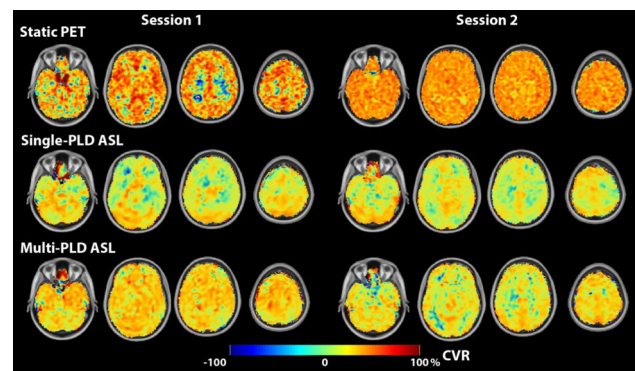 Session 1
Session 2
Static PET
Single-PLD ASL
Multi-PLD ASL
-100
0
100 %
CVR